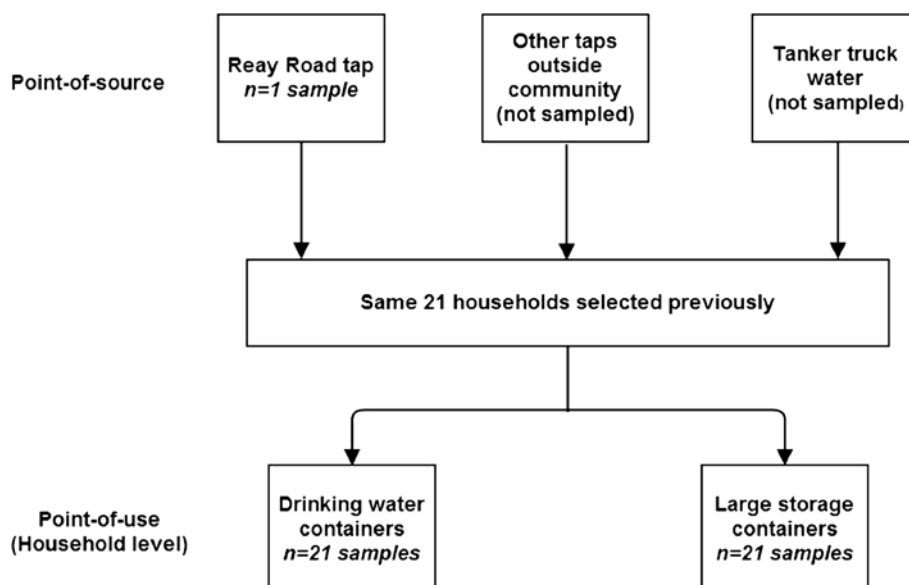 Point-of-source
Reay Road tap
n=1 sample
Other taps
outside
community
(not sampled)
Tanker truck
water
(not sampled)
Same 21 households selected previously
Point-of-use
(Household level)
Drinking water
containers
n=21 samples
Large storage
containers
n=21 samples